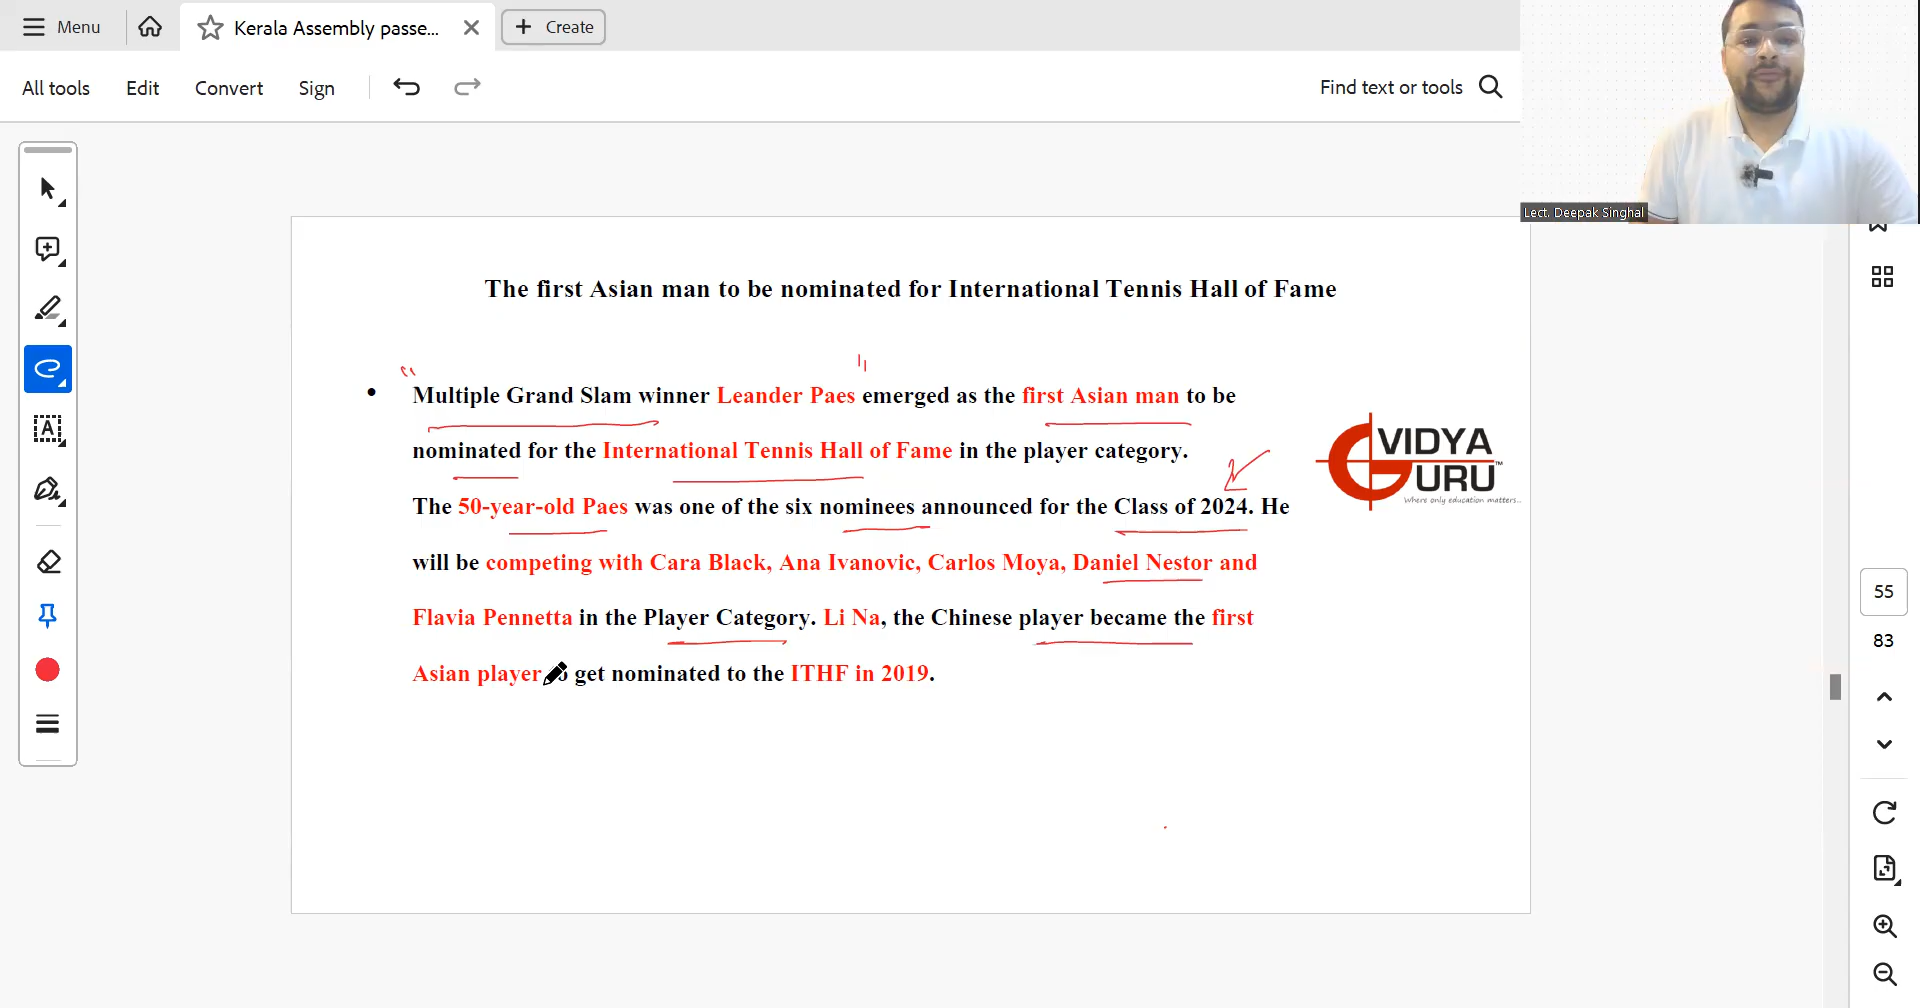 Menu
Kerala Assembly passe...
Create
All tools
Edit
Convert
Sign
Find text or tools
Lect. Deepak Singhal
The first Asian man to be nominated for International Tennis Hall of Fame
• Multiple Grand Slam winner Leander Paes emerged as the first Asian man to be
nominated for the International Tennis Hall of Fame in the player category.
The 50-year-old Paes was one of the six nominees announced for the Class of 2024. He
will be competing with Cara Black, Ana Ivanovic, Carlos Moya, Daniel Nestor and
Flavia Pennetta in the Player Category. Li Na, the Chinese player became the first
Asian player get nominated to the ITHF in 2019.
VIDYA
GURU™
Where only education matters...
A
55
83